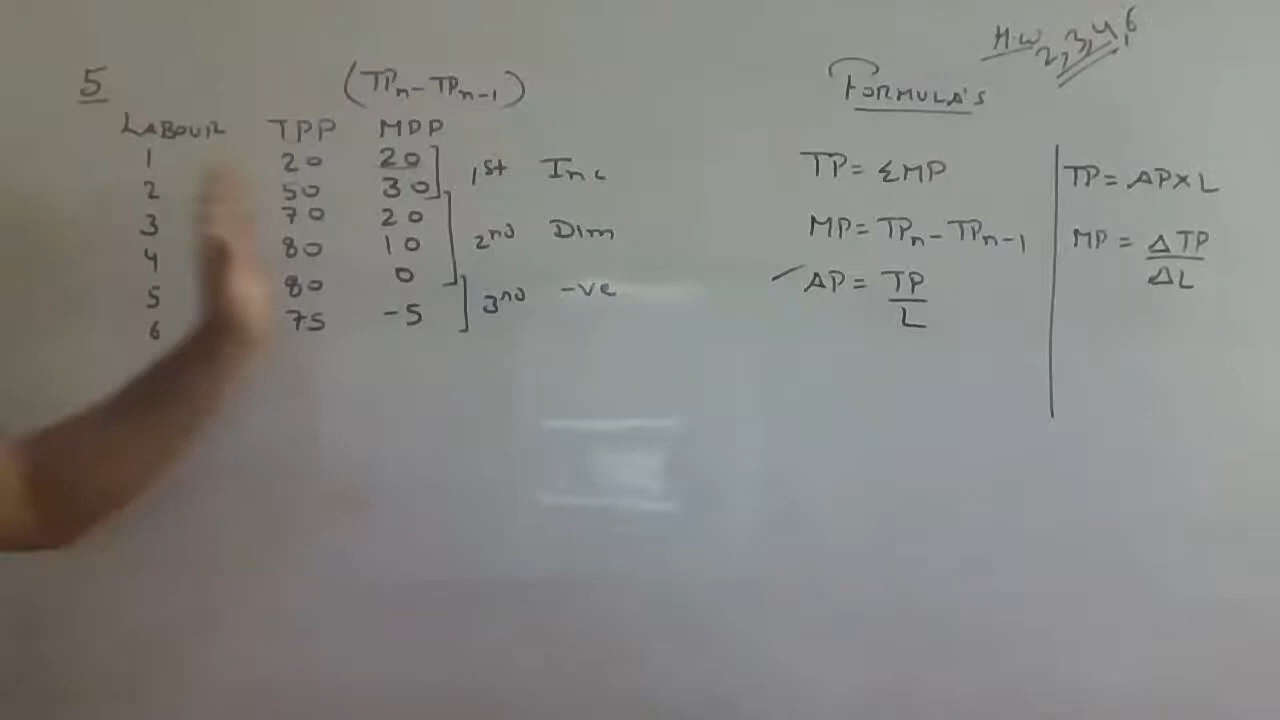 H.W 2,3,4,6
5
(TPn - TPn-1)
LABOUR TPP MPP
1 20 20
2 50 30
3 70 20
4 80 10
5 80 0
6 75 -5
1st Inc
2nd Dim
3nd -ve
FORMULA'S
TP = ΣMP
MP = TPn - TPn-1
AP = TP/L
TP = AP×L
MP = ΔTP/ΔL